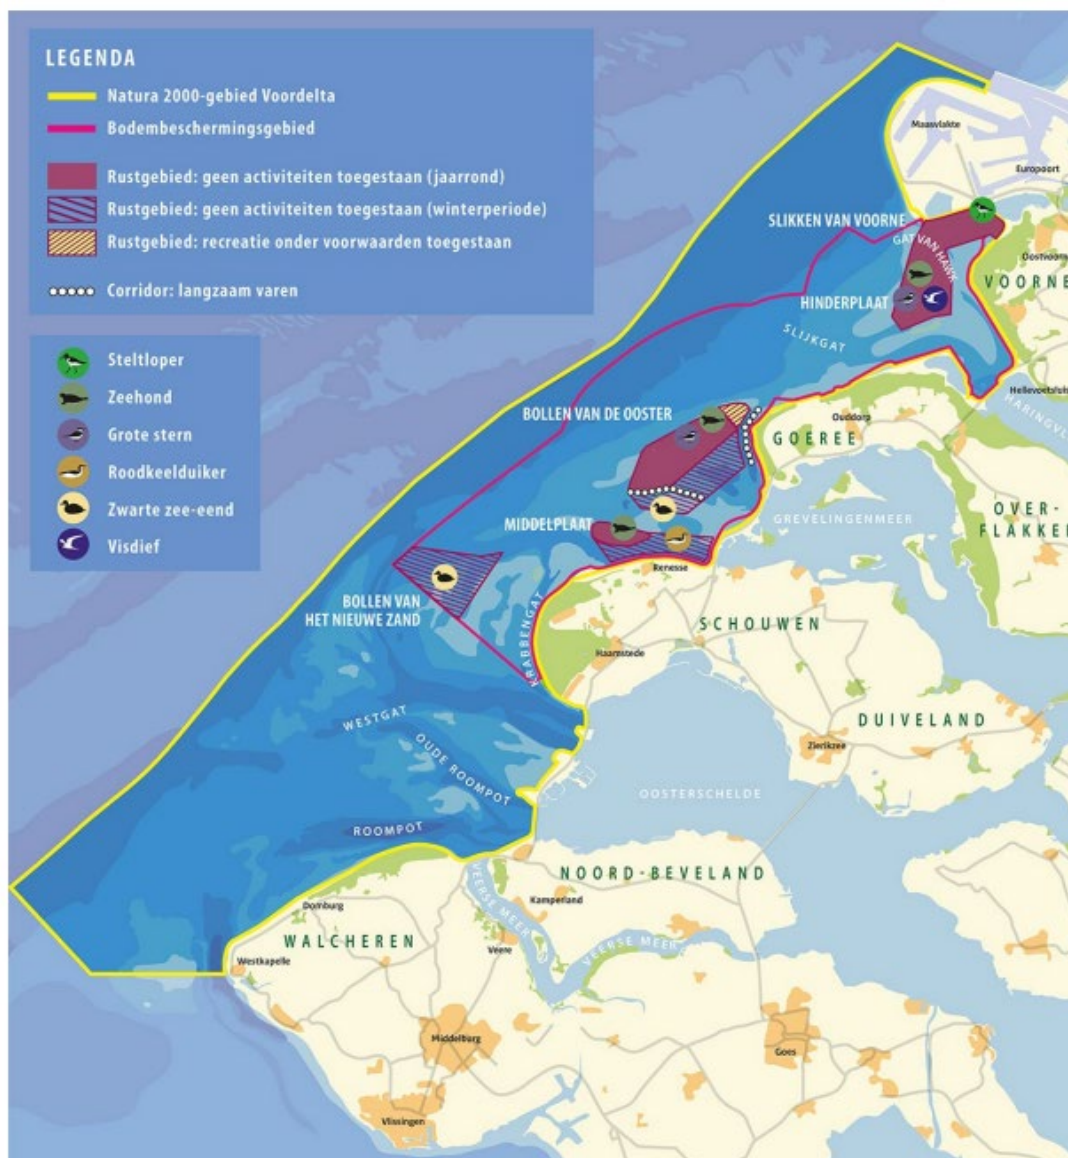 LEGENDA
Natura 2000-gebied Voordelta
Bodembeschermingsgebied
Rustgebied: geen activiteiten toegestaan (jaarrond)
Rustgebied: geen activiteiten toegestaan (winterperiode)
Rustgebied: recreatie onder voorwaarden toegestaan
Corridor: langzaam varen
Steltloper
Zeehond
Grote stern
Roodkeelduiker
Zwarte zee-eend
Visdief
Maasvlakte
Europoort
SLIKKEN VAN VOORNE
GAT VAN HAWK
Oostvoorn
VOORNE
HINDERPLAAT
SLIJKGAT
Hellevoetsluis
HARINGVL
BOLLEN VAN DE OOSTER
Ouddorp
GOEREE
OVER-
FLAKKEE
GREVELINGENMEER
MIDDELPLAAT
Renesse
BOLLEN VAN
HET NIEUWE ZAND
KRABBENGAT
SCHOUWEN
Haamstede
DUIVELAND
Zierikzee
WESTGAT
OUDE ROOMPOT
OOSTERSCHELDE
ROOMPOT
NOORD-BEVELAND
VEERSE MEER
Kamperland
Domburg
WALCHEREN
Veere
VEERSE MEER
Westkapelle
Middelburg
Goes
Vlissingen